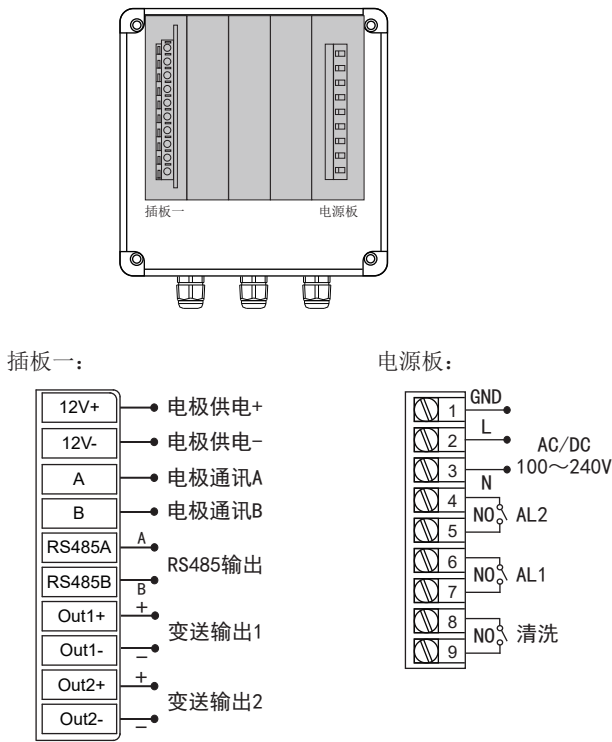 插板一
电源板
插板一:
12V+ 电极供电+
12V- 电极供电-
A 电极通讯A
B 电极通讯B
RS485A A
RS485输出
RS485B B
Out1+ +
变送输出1
Out1- -
Out2+ +
变送输出2
Out2- -
电源板:
1 GND
2 L
AC/DC
100～240V
3 N
4
NO AL2
5
6
NO AL1
7
8
NO 清洗
9